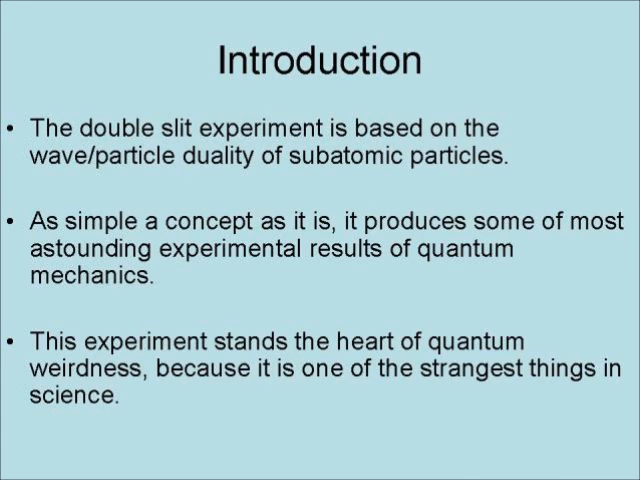 Introduction
• The double slit experiment is based on the
wave/particle duality of subatomic particles.
• As simple a concept as it is, it produces some of most
astounding experimental results of quantum
mechanics.
• This experiment stands the heart of quantum
weirdness, because it is one of the strangest things in
science.